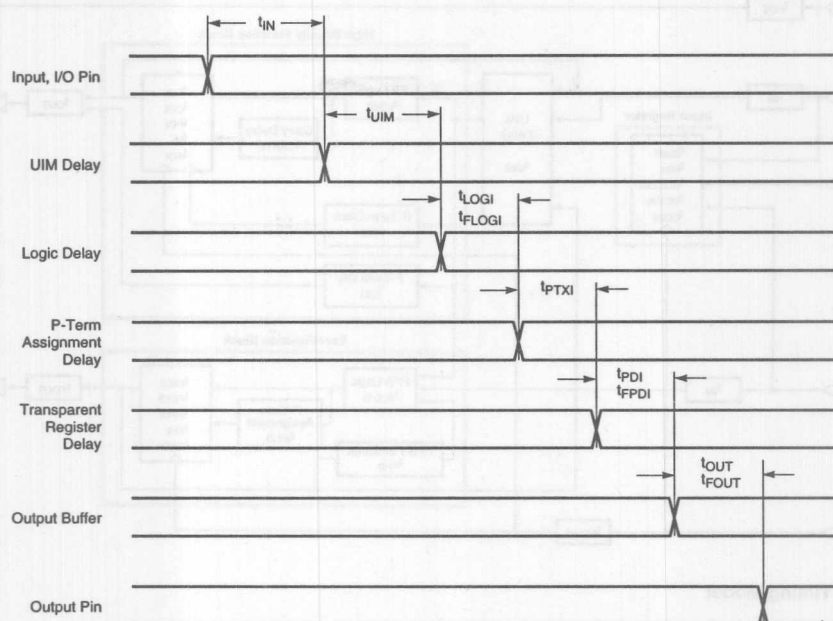 tIN
Input, I/O Pin
tUIM
UIM Delay
tLOGI
tFLOGI
Logic Delay
tPTXI
P-Term
Assignment
Delay
tPDI
tFPDI
Transparent
Register
Delay
tOUT
tFOUT
Output Buffer
Output Pin